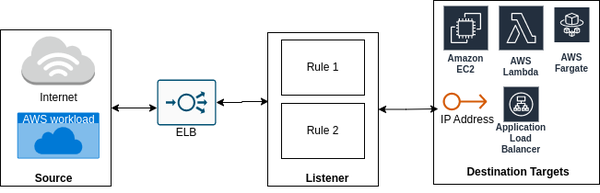 Internet
AWS workload
Source
ELB
Rule 1
Rule 2
Listener
Amazon
EC2
AWS
Lambda
AWS
Fargate
IP Address
Application
Load
Balancer
Destination Targets